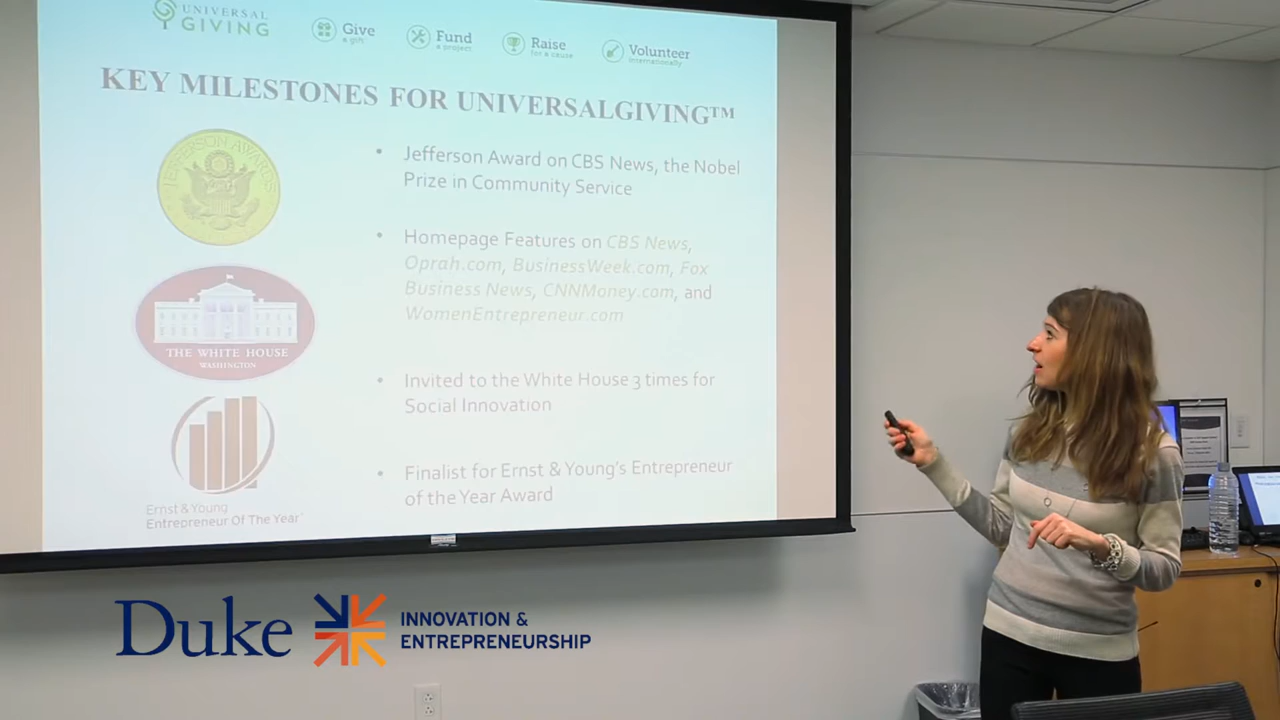 UNIVERSAL
GIVING
Give
a gift
Fund
a project
Raise
for a cause
Volunteer
internationally
KEY MILESTONES FOR UNIVERSALGIVING™
JEFFERSON AWARDS
• Jefferson Award on CBS News, the Nobel
Prize in Community Service
• Homepage Features on CBS News,
Oprah.com, BusinessWeek.com, Fox
Business News, CNNMoney.com, and
WomenEntrepreneur.com
THE WHITE HOUSE
WASHINGTON
• Invited to the White House 3 times for
Social Innovation
• Finalist for Ernst & Young's Entrepreneur
of the Year Award
Ernst & Young
Entrepreneur Of The Year
Duke
INNOVATION &
ENTREPRENEURSHIP